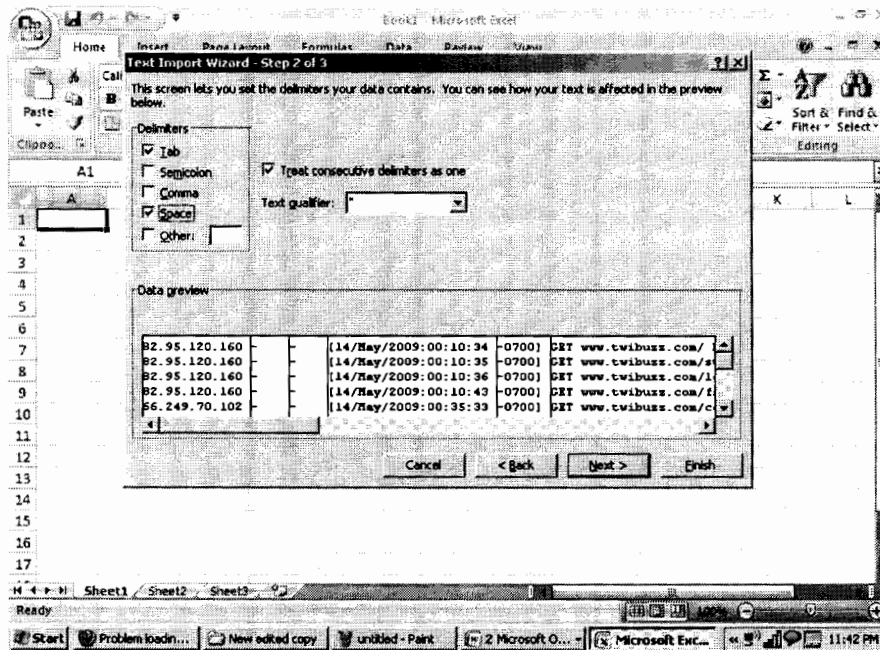 Book1 - Microsoft Excel
Home Insert Page Layout Formulas Data Review View
Text Import Wizard - Step 2 of 3
This screen lets you set the delimiters your data contains. You can see how your text is affected in the preview
below.
Paste
Clipbo...
Cali
B
Σ
Sort & Filter
Find & Select
Editing
Delimiters
Tab
Semicolon
Comma
Space
Other:
Treat consecutive delimiters as one
Text qualifier: "
A1
A K L
1
2
3
4
5
6
7
8
9
10
11
12
13
14
15
16
17
Data preview
82.95.120.160 - - [14/May/2009:00:10:34 -0700] GET www.twibuzz.com/
82.95.120.160 - - [14/May/2009:00:10:35 -0700] GET www.twibuzz.com/s
82.95.120.160 - - [14/May/2009:00:10:36 -0700] GET www.twibuzz.com/
82.95.120.160 - - [14/May/2009:00:10:43 -0700] GET www.twibuzz.com/f
66.249.70.102 - - [14/May/2009:00:35:33 -0700] GET www.twibuzz.com/c
Cancel < Back Next > Finish
Sheet1 Sheet2 Sheet3
Ready 100%
Start Problem loadin... New edited copy untitled - Paint 2 Microsoft O... Microsoft Exc... 11:42 PM